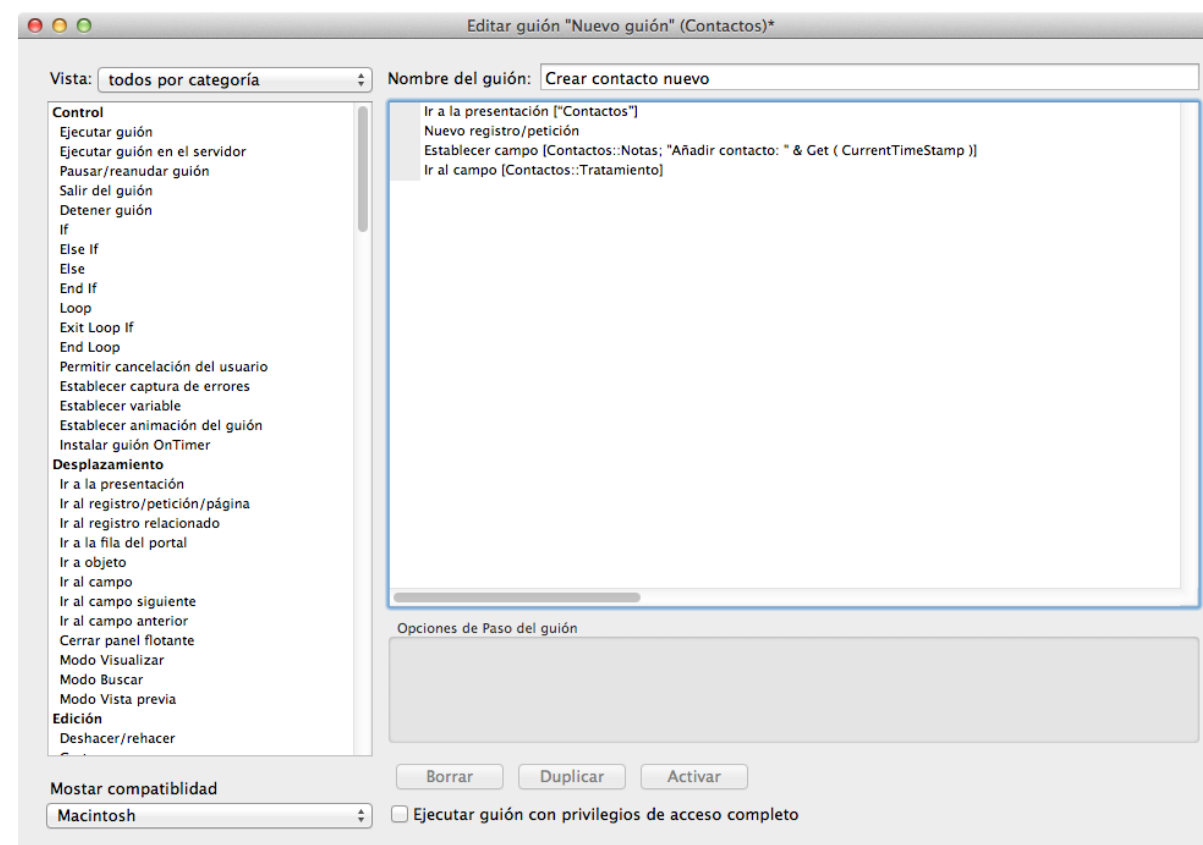 Editar guión "Nuevo guión" (Contactos)*
Vista: todos por categoría
Nombre del guión: Crear contacto nuevo
Control
Ejecutar guión
Ejecutar guión en el servidor
Pausar/reanudar guión
Salir del guión
Detener guión
If
Else If
Else
End If
Loop
Exit Loop If
End Loop
Permitir cancelación del usuario
Establecer captura de errores
Establecer variable
Establecer animación del guión
Instalar guión OnTimer
Desplazamiento
Ir a la presentación
Ir al registro/petición/página
Ir al registro relacionado
Ir a la fila del portal
Ir a objeto
Ir al campo
Ir al campo siguiente
Ir al campo anterior
Cerrar panel flotante
Modo Visualizar
Modo Buscar
Modo Vista previa
Edición
Deshacer/rehacer
Ir a la presentación ["Contactos"]
Nuevo registro/petición
Establecer campo [Contactos::Notas; "Añadir contacto: " & Get ( CurrentTimeStamp )]
Ir al campo [Contactos::Tratamiento]
Opciones de Paso del guión
Borrar
Duplicar
Activar
Mostar compatiblidad
Macintosh
Ejecutar guión con privilegios de acceso completo